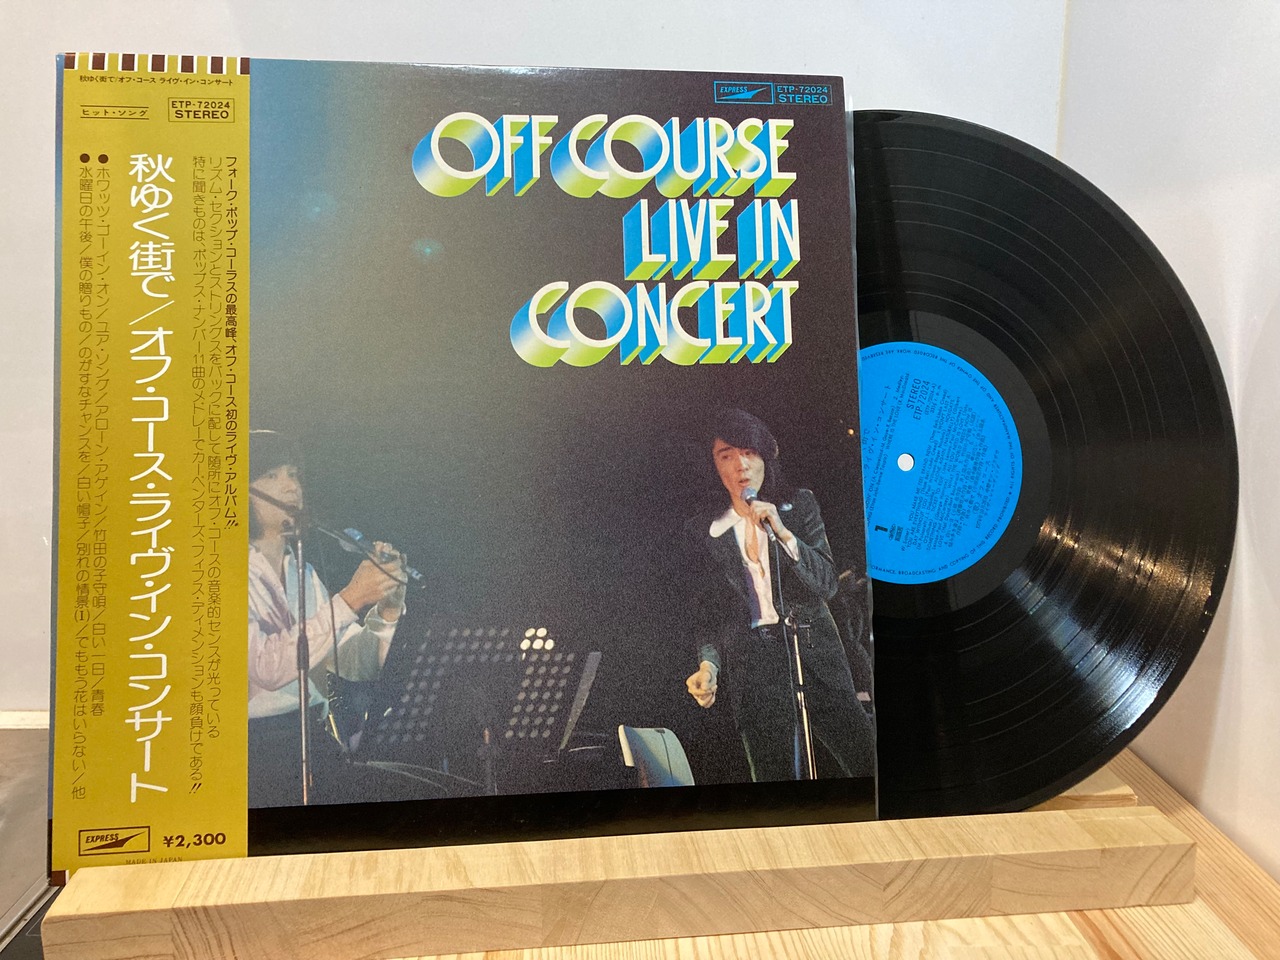 秋ゆく街で/オフ・コース ライヴ・イン・コンサート
ヒット・ソング
ETP-72024
STEREO
フォーク・ポップ・コーラスの最高峰、オフ・コース初のライヴ・アルバム!!
リズム・セクションとストリングスをバックに配して随所にオフ・コースの音楽的センスが光っている
特に聞きものは、ポップス・ナンバー11曲のメドレーでカーペンターズ、フィフス・ディメンションも顔負けである!!
秋ゆく街で/オフ・コース・ライヴ・イン・コンサート
●ホワッツ・ゴーイン・オン/ユア・ソング/アローン・アゲイン/竹田の子守唄/白い一日/青春
●水曜日の午後/僕の贈りもの/のがすなチャンスを/白い帽子/別れの情景(I)/でももう花はいらない/他
EXPRESS
¥2,300
MADE IN JAPAN
EXPRESS
ETP-72024
STEREO
OFF COURSE
LIVE IN
CONCERT
STEREO
ETP-72024
1